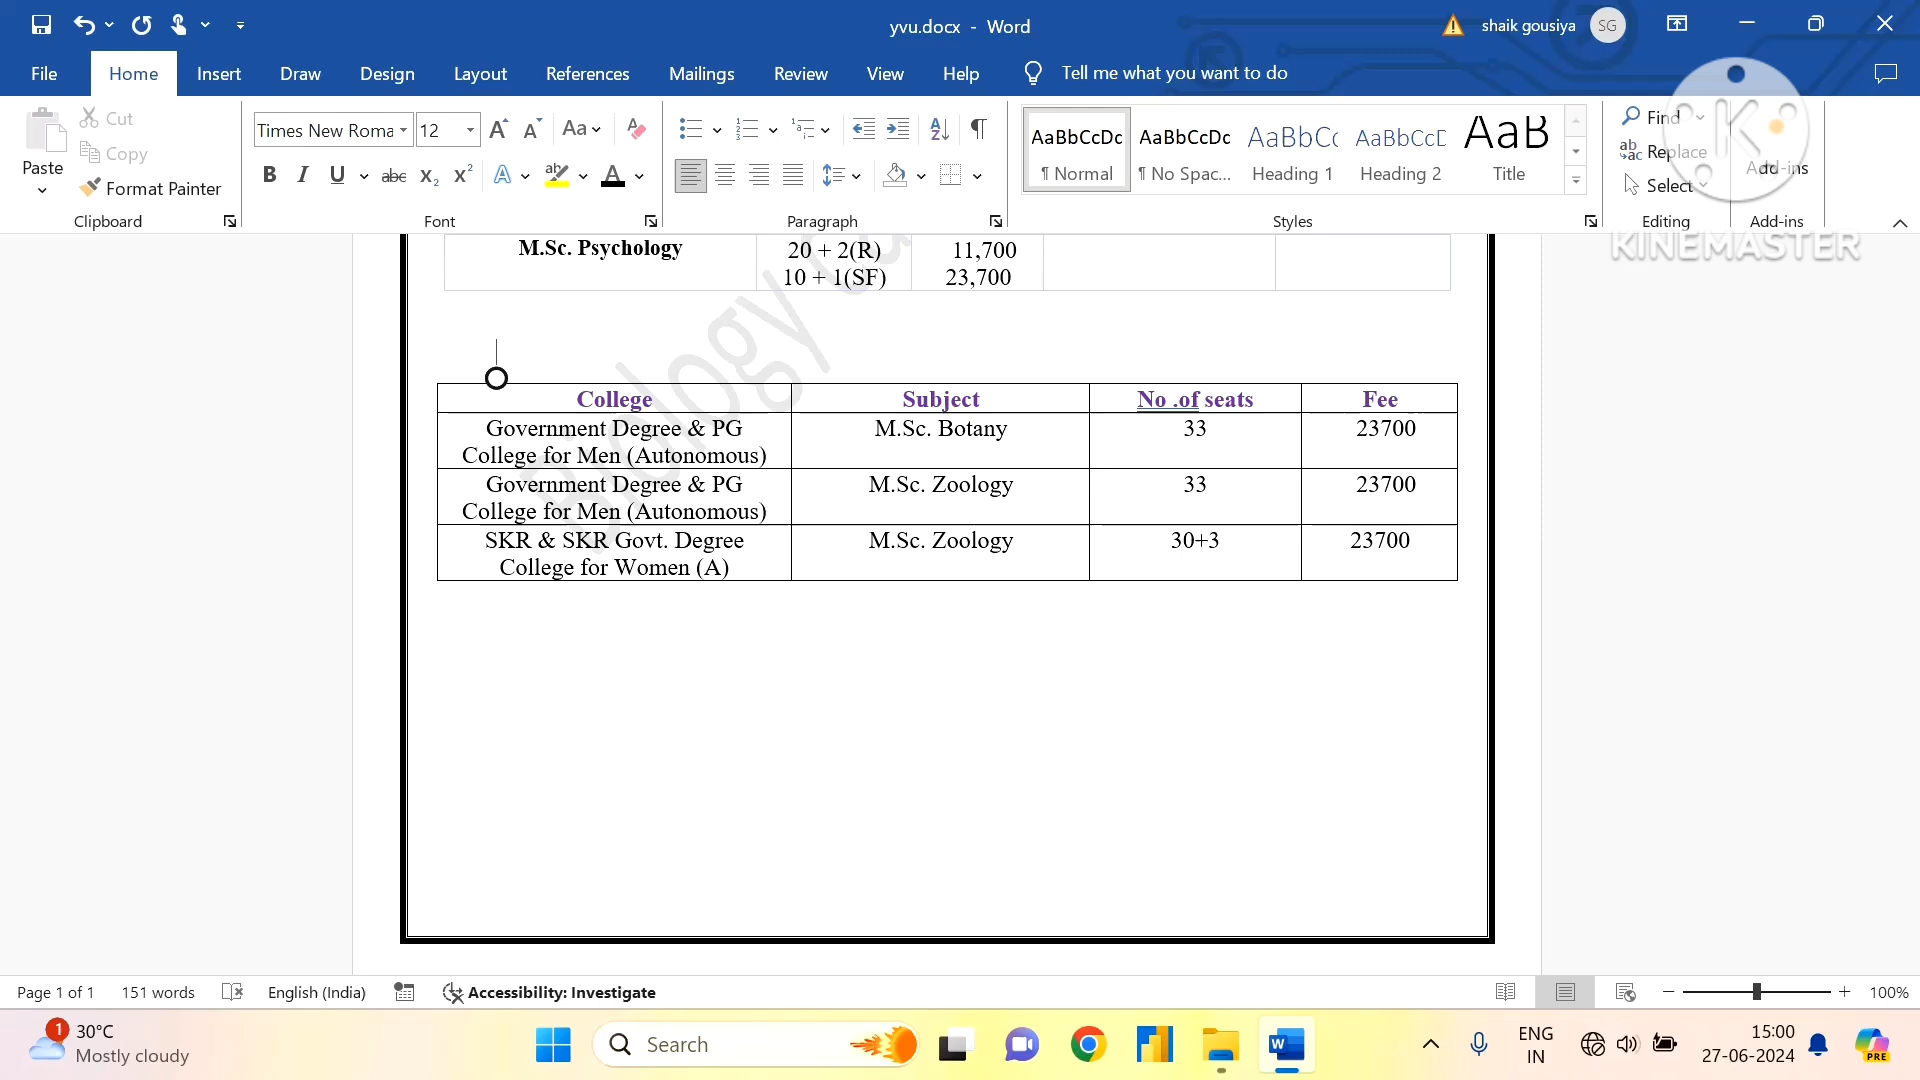 yvu.docx - Word
shaik gousiya
SG
File
Home
Insert
Draw
Design
Layout
References
Mailings
Review
View
Help
Tell me what you want to do
Paste
Cut
Copy
Format Painter
Clipboard
Times New Roma
12
Font
Paragraph
AaBbCcDc
¶ Normal
AaBbCcDc
¶ No Spac...
AaBbCc
Heading 1
AaBbCcD
Heading 2
AaB
Title
Styles
Find
Replace
Select
Editing
Add-ins
Add-ins
KINEMASTER
M.Sc. Psychology 20 + 2(R) 11,700
10 + 1(SF) 23,700
Biology
College Subject No .of seats Fee
Government Degree & PG M.Sc. Botany 33 23700
College for Men (Autonomous)
Government Degree & PG M.Sc. Zoology 33 23700
College for Men (Autonomous)
SKR & SKR Govt. Degree M.Sc. Zoology 30+3 23700
College for Women (A)
Page 1 of 1
151 words
English (India)
Accessibility: Investigate
100%
1
30°C
Mostly cloudy
Search
ENG
IN
15:00
27-06-2024
PRE